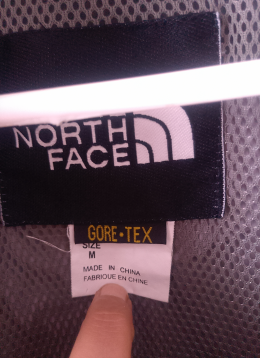 NORTH
FACE
GORE-TEX
SIZE
M
MADE IN CHINA
FABRIQUE EN CHINE